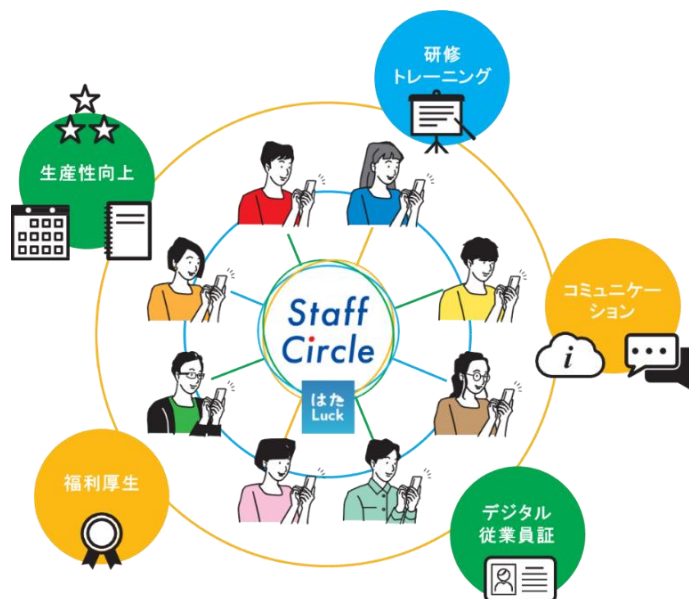 研修
トレーニング
生産性向上
コミュニケー
ション
i
Staff
Circle
はた
Luck
福利厚生
デジタル
従業員証